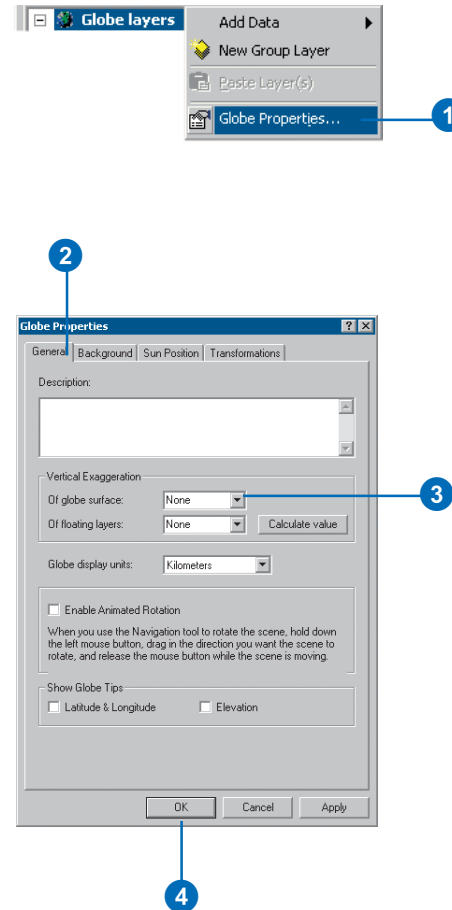 Globe layers
Add Data
New Group Layer
Paste Layer(s)
Globe Properties...
1
2
Globe Properties
General Background Sun Position Transformations
Description:
Vertical Exaggeration
Of globe surface: None
3
Of floating layers: None Calculate value
Globe display units: Kilometers
Enable Animated Rotation
When you use the Navigation tool to rotate the scene, hold down
the left mouse button, drag in the direction you want the scene to
rotate, and release the mouse button while the scene is moving.
Show Globe Tips
Latitude & Longitude Elevation
OK Cancel Apply
4